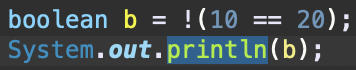 boolean b = !(10 == 20);
System.out.println(b);